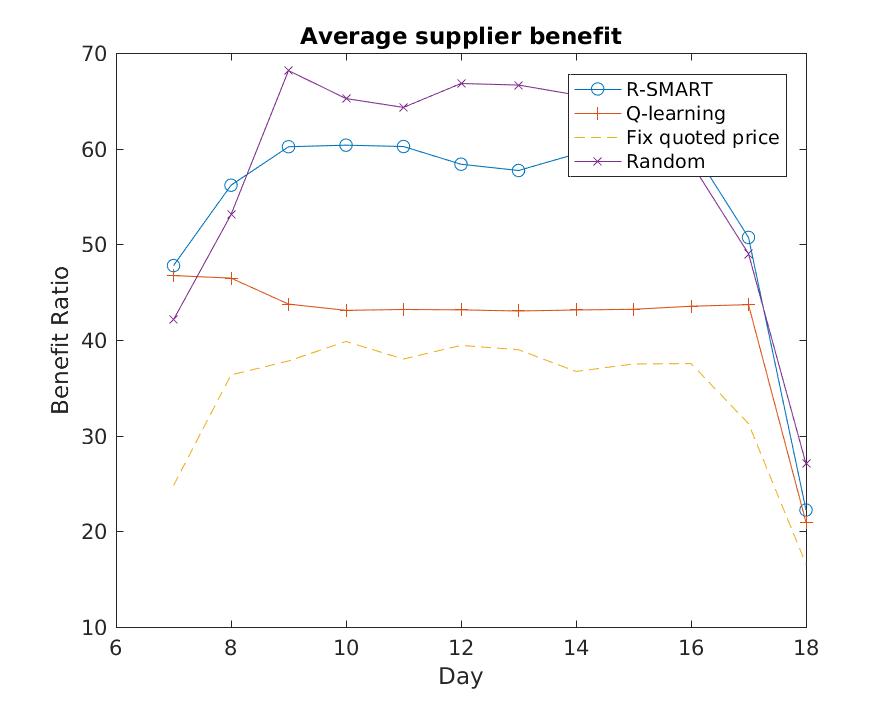 Average supplier benefit
70
60
50
40
30
20
10
Benefit Ratio
R-SMART
Q-learning
Fix quoted price
Random
6 8 10 12 14 16 18
Day